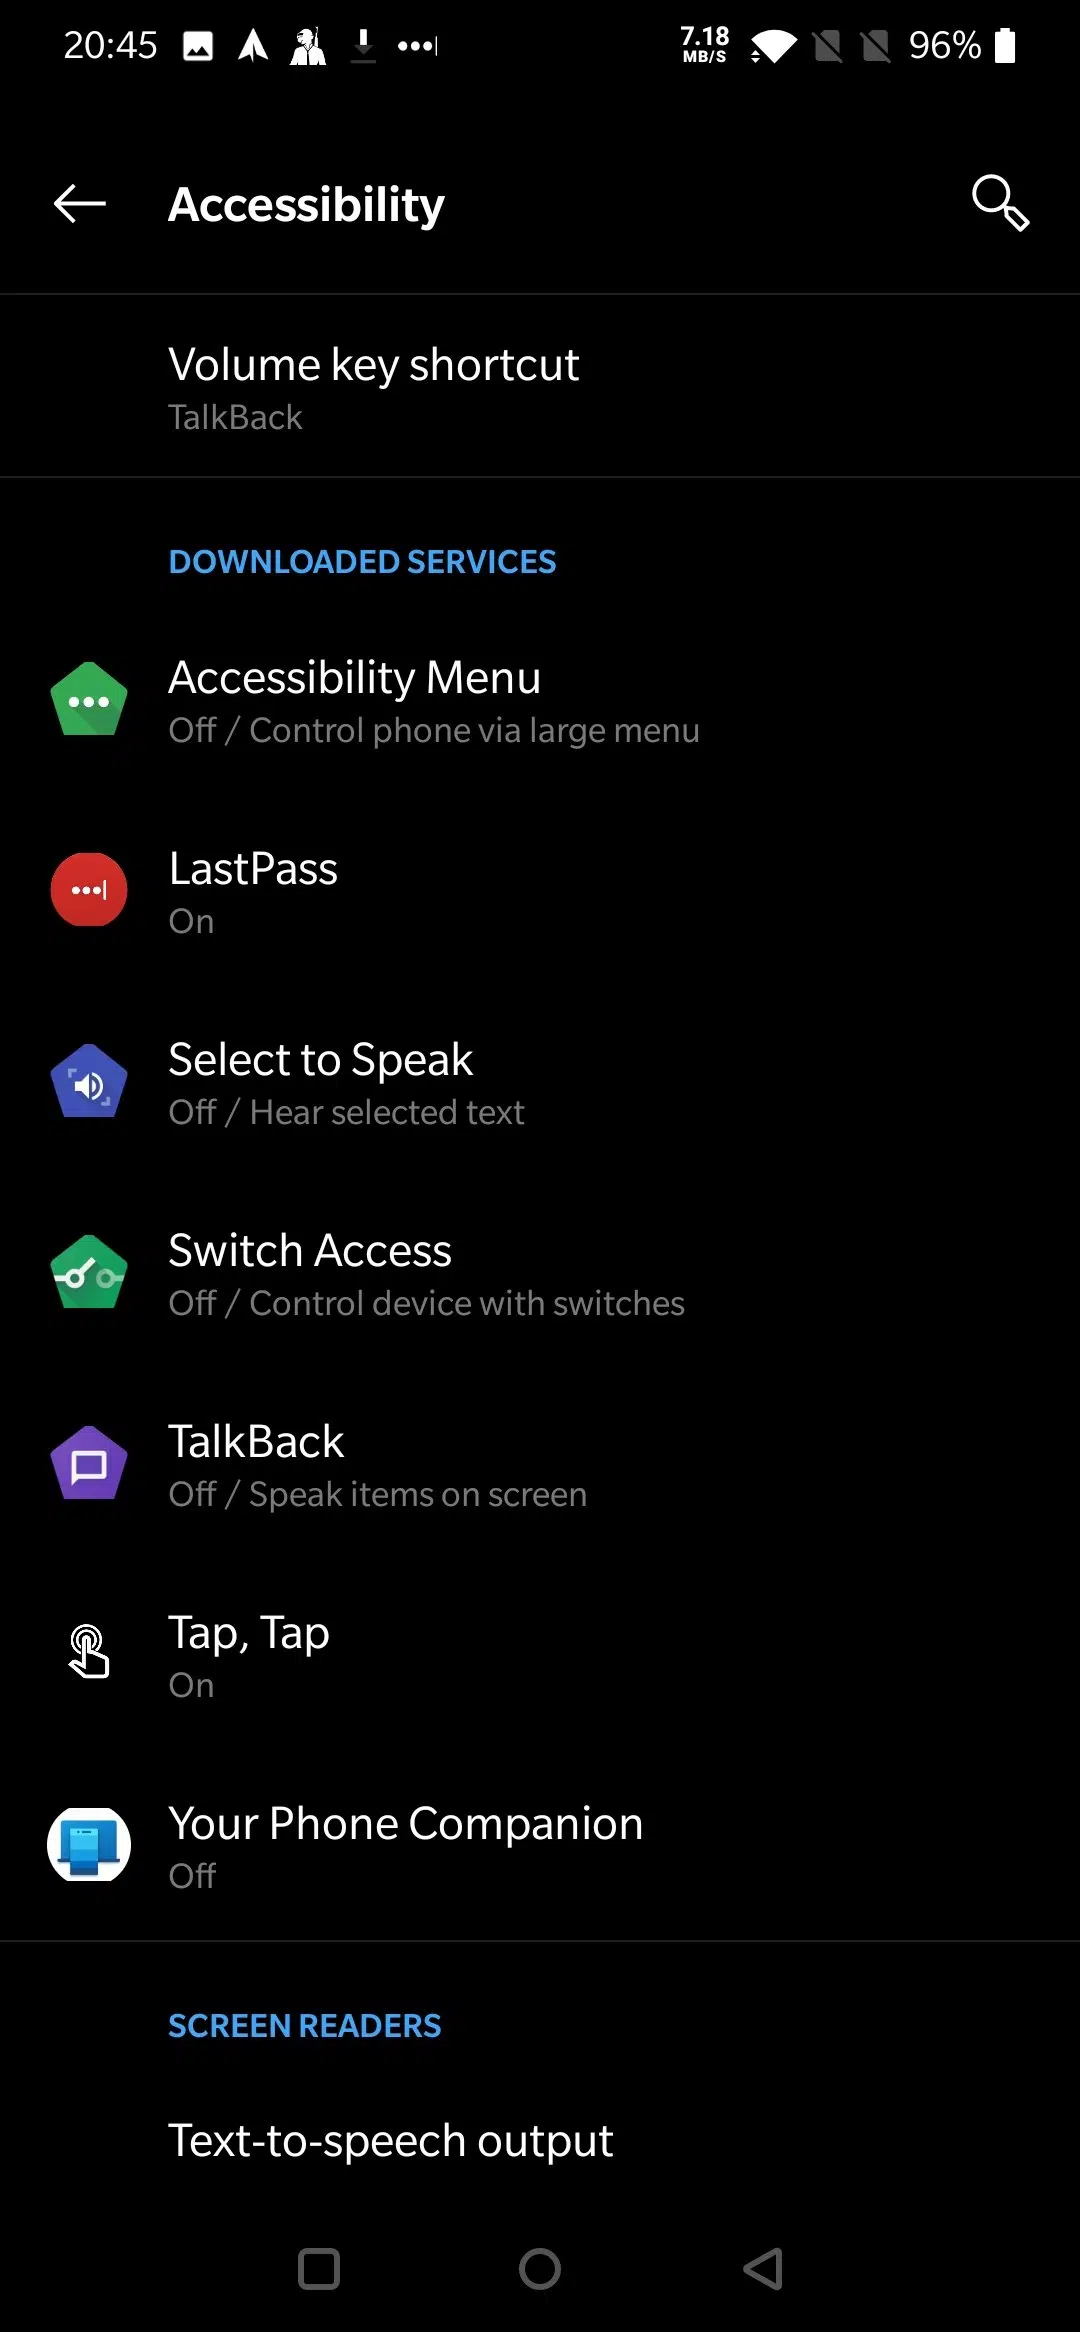 20:45 7.18 MB/S 96%
Accessibility
Volume key shortcut
TalkBack
DOWNLOADED SERVICES
Accessibility Menu
Off / Control phone via large menu
LastPass
On
Select to Speak
Off / Hear selected text
Switch Access
Off / Control device with switches
TalkBack
Off / Speak items on screen
Tap, Tap
On
Your Phone Companion
Off
SCREEN READERS
Text-to-speech output